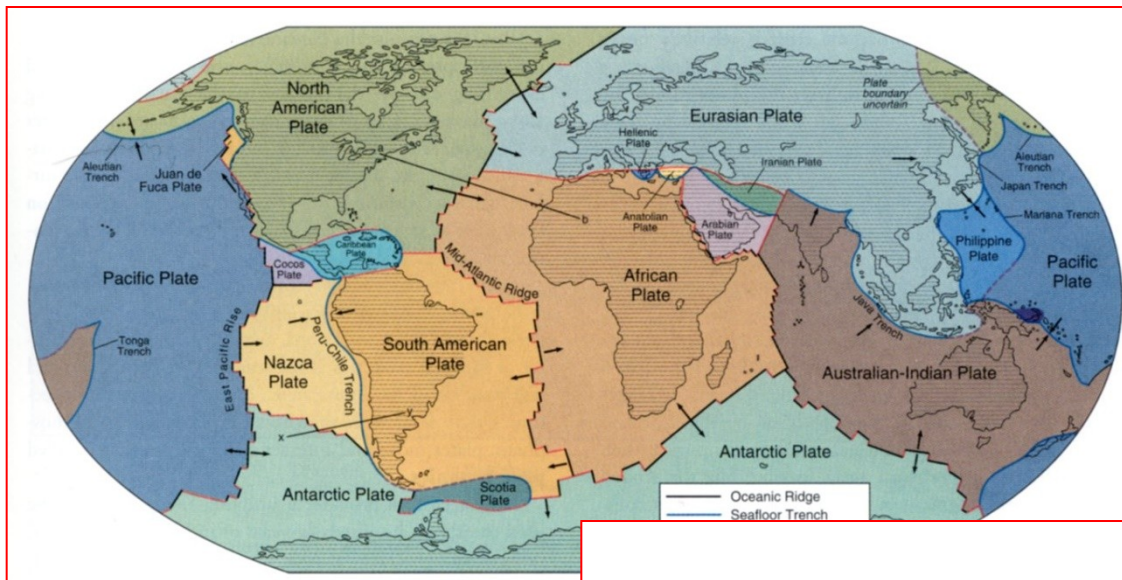 North
American
Plate
Eurasian Plate
Plate
boundary
uncertain
Hellenic
Plate
Iranian Plate
Aleutian
Trench
Juan de
Fuca Plate
a
b
Anatolian
Plate
Arabian
Plate
Aleutian
Trench
Japan Trench
Mariana Trench
Philippine
Plate
Pacific
Plate
Pacific Plate
Cocos
Plate
Caribbean
Plate
Mid-Atlantic Ridge
African
Plate
Java Trench
Tonga
Trench
East Pacific Rise
Nazca
Plate
Peru-Chile Trench
South American
Plate
Australian-Indian Plate
x
y
Antarctic Plate
Scotia
Plate
Antarctic Plate
Oceanic Ridge
Seafloor Trench